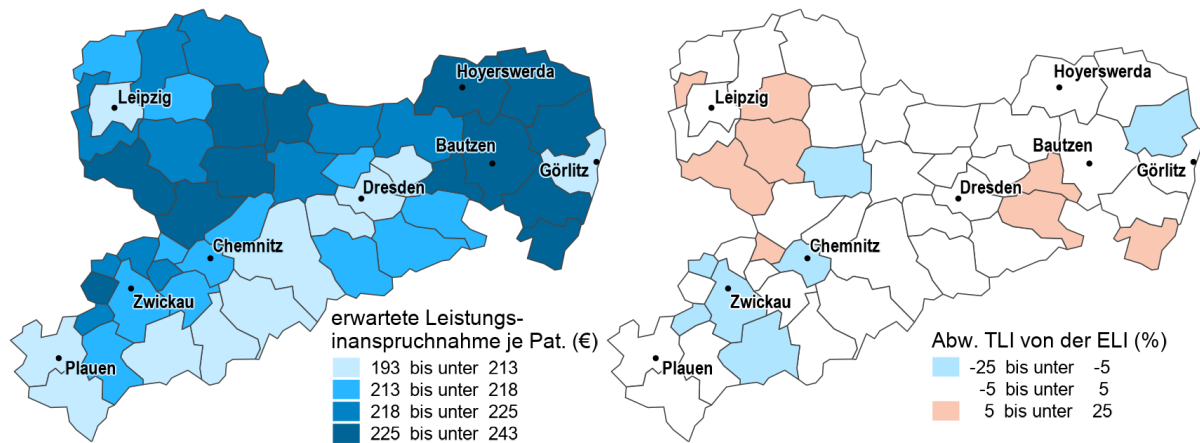 Leipzig
Hoyerswerda
Bautzen
Görlitz
Dresden
Chemnitz
Zwickau
Plauen
erwartete Leistungs-
inanspruchnahme je Pat. (€)
193 bis unter 213
213 bis unter 218
218 bis unter 225
225 bis unter 243
Leipzig
Hoyerswerda
Bautzen
Görlitz
Dresden
Chemnitz
Zwickau
Plauen
Abw. TLI von der ELI (%)
-25 bis unter -5
-5 bis unter 5
5 bis unter 25